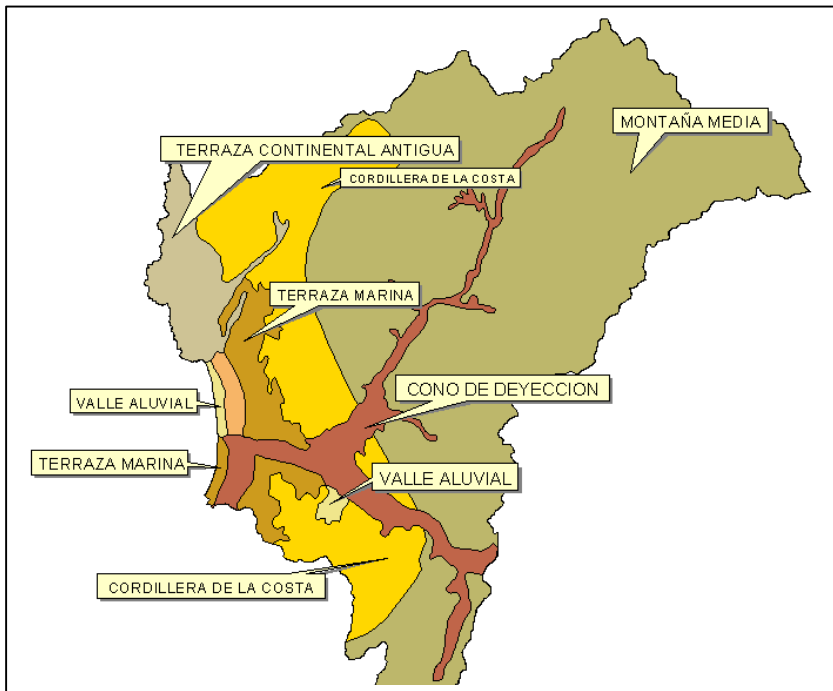 MONTAÑA MEDIA
TERRAZA CONTINENTAL ANTIGUA
CORDILLERA DE LA COSTA
TERRAZA MARINA
CONO DE DEYECCION
VALLE ALUVIAL
TERRAZA MARINA
VALLE ALUVIAL
CORDILLERA DE LA COSTA